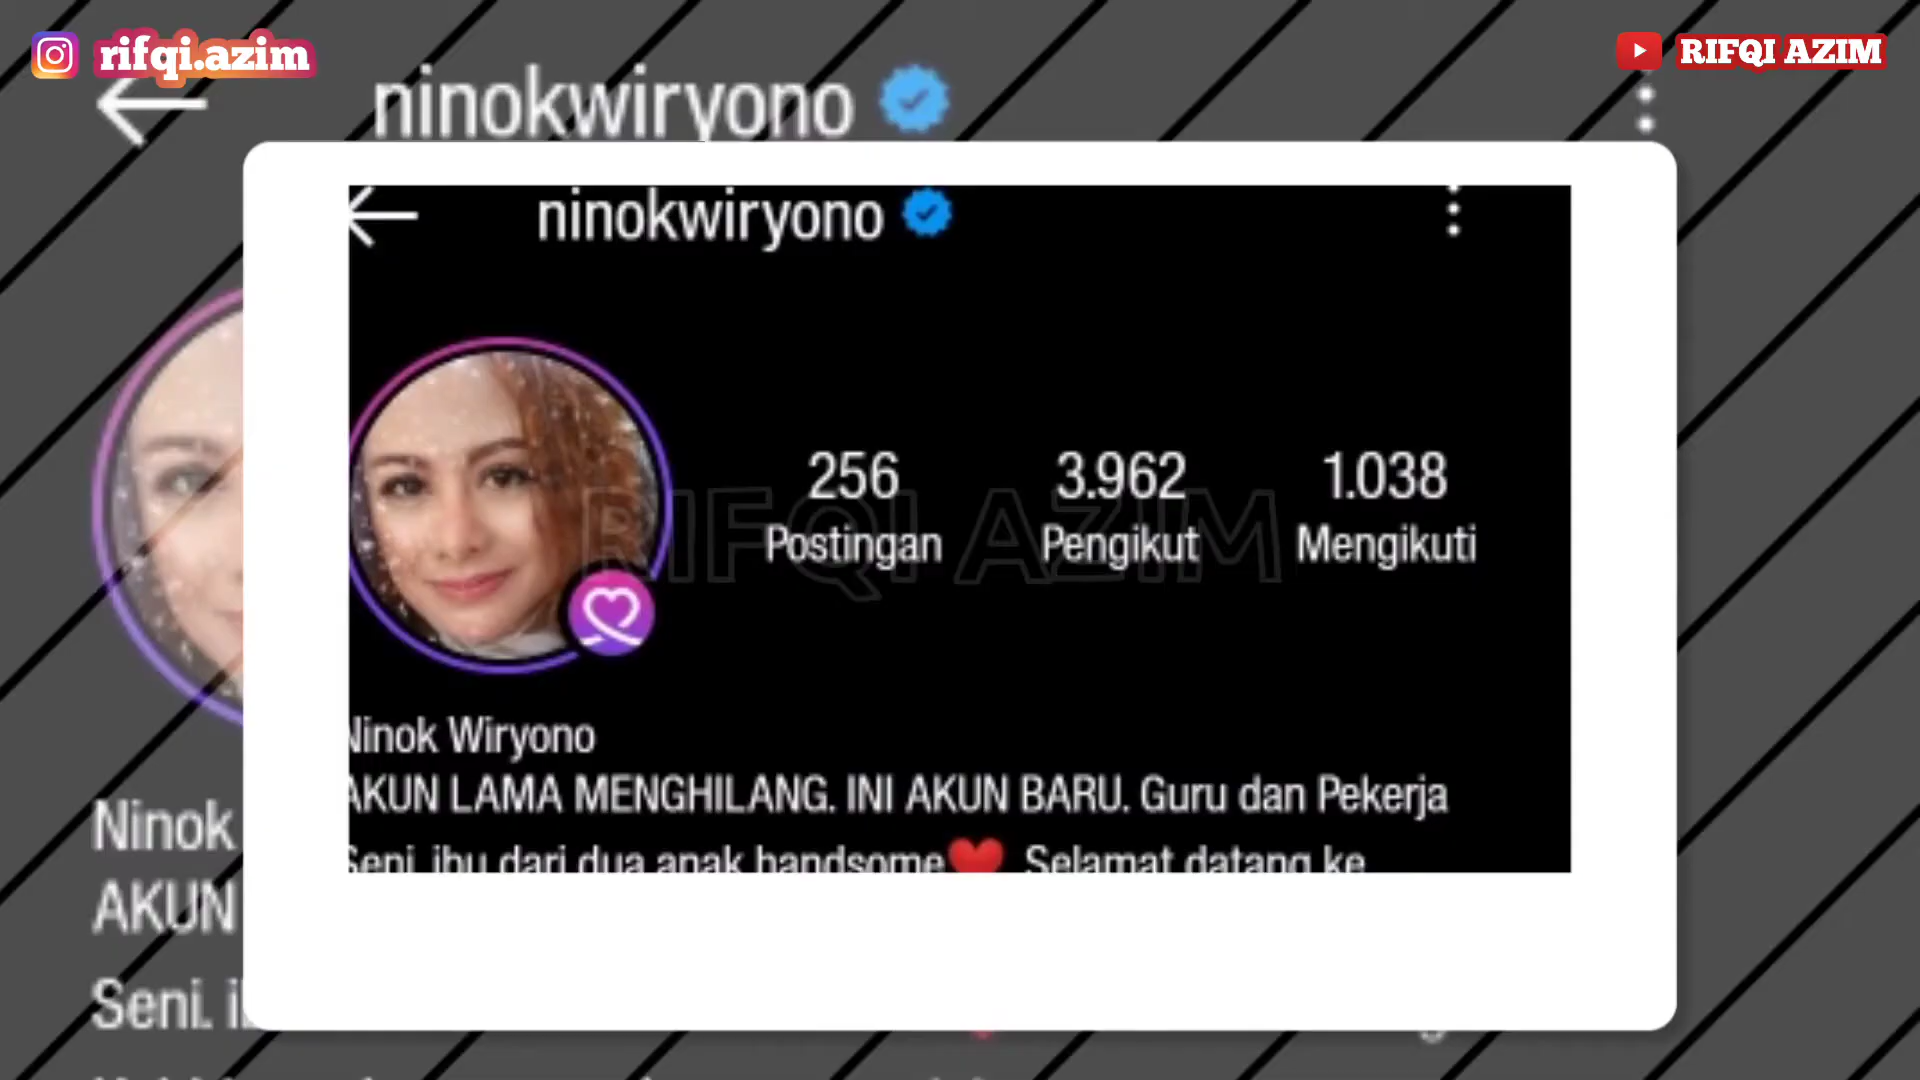 rifqi.azim
RIFQI AZIM
ninokwiryono
ninokwiryono
256
3.962
1.038
Postingan
Pengikut
Mengikuti
RIFQI AZIM
Ninok Wiryono
AKUN LAMA MENGHILANG. INI AKUN BARU. Guru dan Pekerja
Seni. ibu dari dua anak handsome❤️ Selamat datang ke
Ninok
AKUN
Seni.